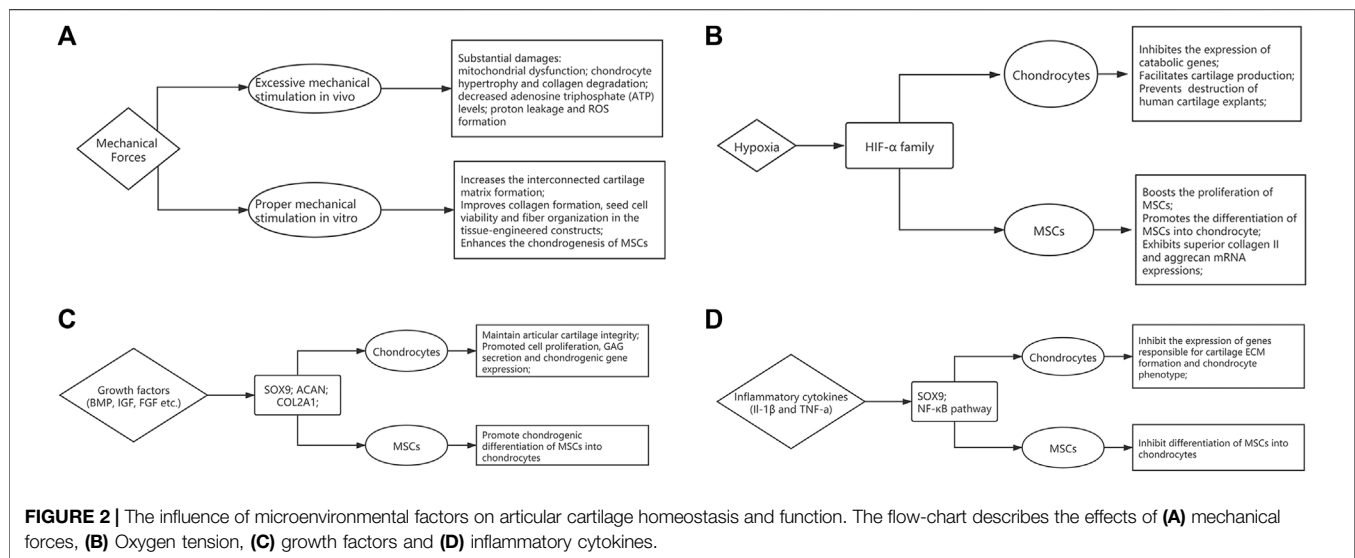 A
Mechanical
Forces
Excessive mechanical
stimulation in vivo
Substantial damages:
mitochondrial dysfunction; chondrocyte
hypertrophy and collagen degradation;
decreased adenosine triphosphate (ATP)
levels; proton leakage and ROS
formation
Proper mechanical
stimulation in vitro
Increases the interconnected cartilage
matrix formation;
Improves collagen formation, seed cell
viability and fiber organization in the
tissue-engineered constructs;
Enhances the chondrogenesis of MSCs
B
Hypoxia
HIF-α family
Chondrocytes
Inhibites the expression of
catabolic genes;
Facilitates cartilage production;
Prevents destruction of
human cartilage explants;
MSCs
Boosts the proliferation of
MSCs;
Promotes the differentiation of
MSCs into chondrocyte;
Exhibits superior collagen II
and aggrecan mRNA
expressions;
C
Growth factors
(BMP, IGF, FGF etc.)
SOX9; ACAN;
COL2A1;
Chondrocytes
Maintain articular cartilage integrity;
Promoted cell proliferation, GAG
secretion and chondrogenic gene
expression;
MSCs
Promote chondrogenic
differentiation of MSCs into
chondrocytes
D
Inflammatory cytokines
(Il-1β and TNF-a)
SOX9;
NF-κB pathway
Chondrocytes
Inhibit the expression of genes
responsible for cartilage ECM
formation and chondrocyte
phenotype;
MSCs
Inhibit differentiation of MSCs into
chondrocytes
FIGURE 2 | The influence of microenvironmental factors on articular cartilage homeostasis and function. The flow-chart describes the effects of (A) mechanical
forces, (B) Oxygen tension, (C) growth factors and (D) inflammatory cytokines.